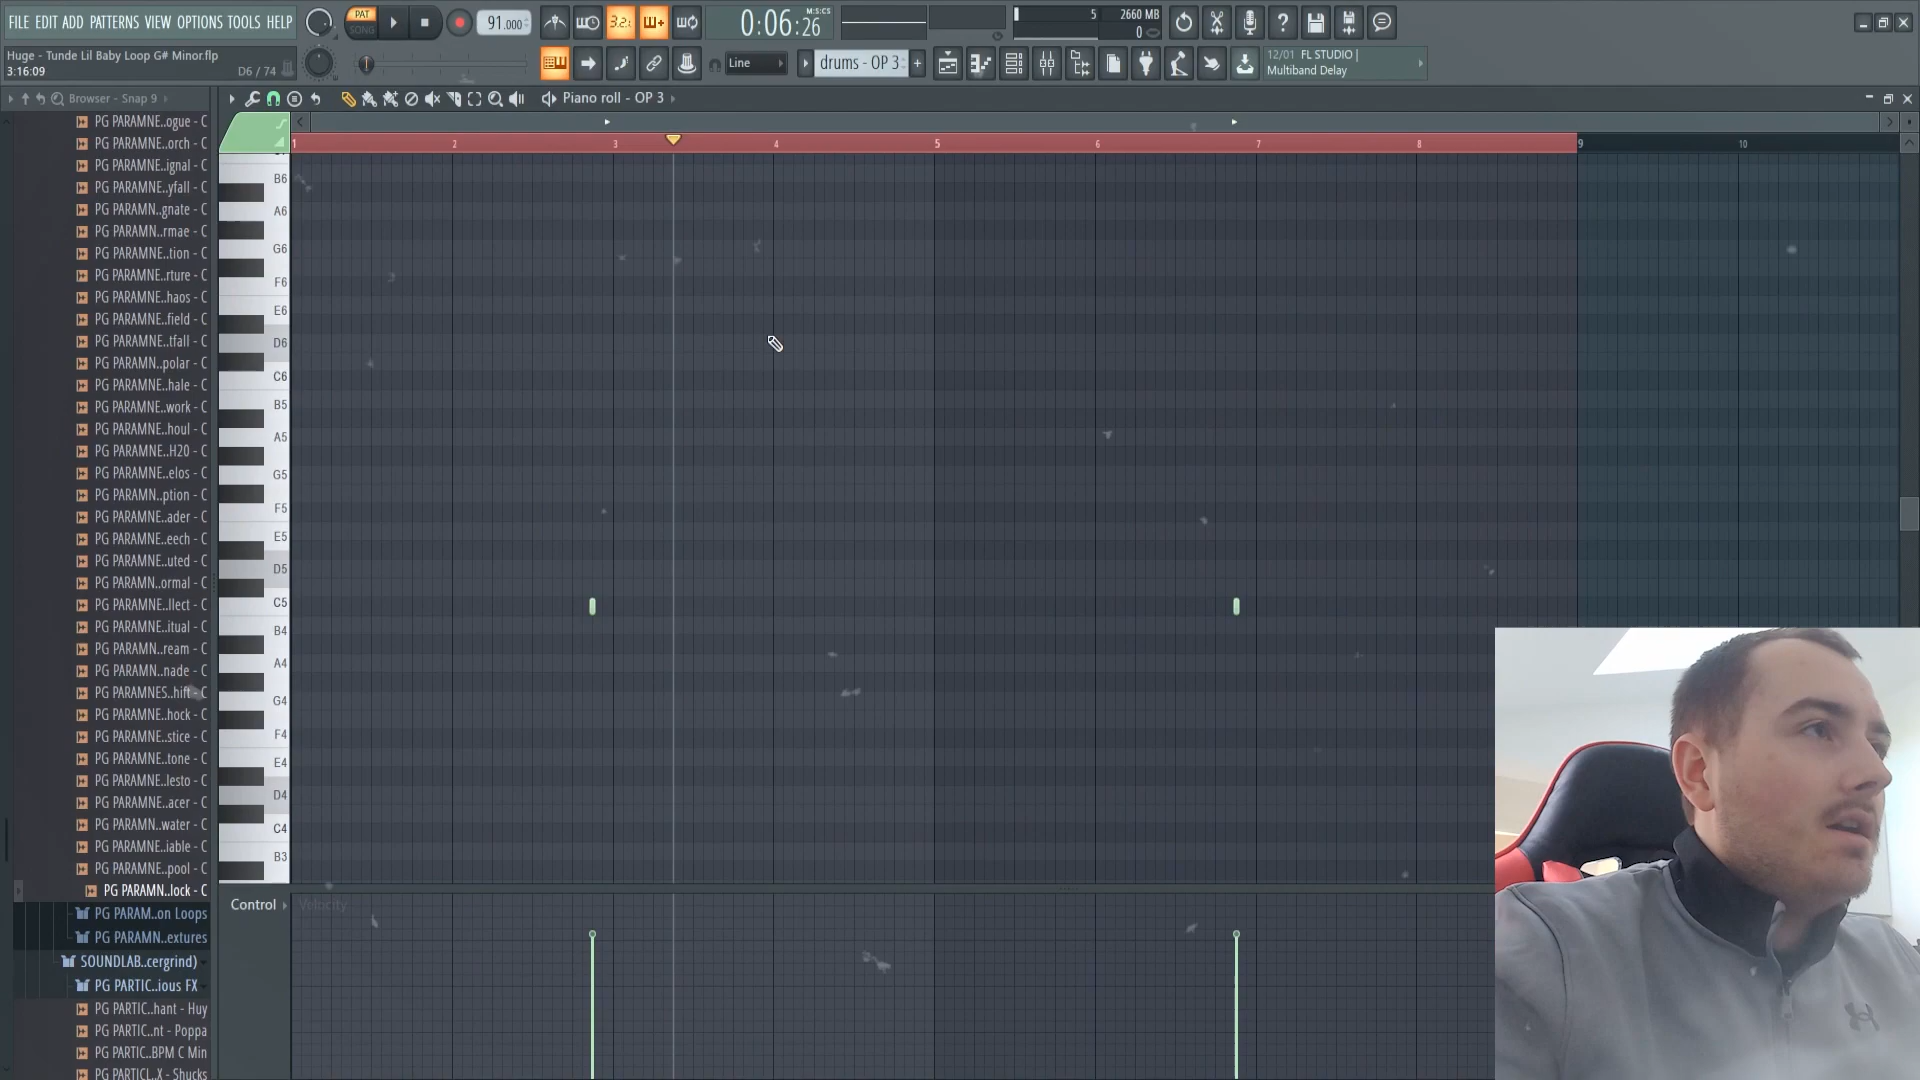 FILE EDIT ADD PATTERNS VIEW OPTIONS TOOLS HELP
PAT
SONG
91.000
3.2.
0:06:26
M:S:CS
5
2660 MB
0
Huge - Tunde Lil Baby Loop G# Minor.flp
3:16:09
D6 / 74
Line
drums - OP 3
12/01 FL STUDIO |
Multiband Delay
Browser - Snap 9
Piano roll - OP 3
PG PARAMNE..ogue - C
PG PARAMNE..orch - C
PG PARAMNE..ignal - C
PG PARAMNE..yfall - C
PG PARAMN..gnate - C
PG PARAMN..rmae - C
PG PARAMNE..tion - C
PG PARAMNE..rture - C
PG PARAMNE..haos - C
PG PARAMNE..field - C
PG PARAMNE..tfall - C
PG PARAMN..polar - C
PG PARAMNE..hale - C
PG PARAMNE..work - C
PG PARAMNE..houl - C
PG PARAMNE..H20 - C
PG PARAMNE..elos - C
PG PARAMN..ption - C
PG PARAMNE..ader - C
PG PARAMNE..eech - C
PG PARAMNE..uted - C
PG PARAMN..ormal - C
PG PARAMNE..llect - C
PG PARAMNE..itual - C
PG PARAMN..ream - C
PG PARAMN..nade - C
PG PARAMNES..hift - C
PG PARAMNE..hock - C
PG PARAMNE..stice - C
PG PARAMNE..tone - C
PG PARAMNE..lesto - C
PG PARAMNE..acer - C
PG PARAMN..water - C
PG PARAMNE..iable - C
PG PARAMNE..pool - C
PG PARAMN..lock - C
PG PARAM..on Loops
PG PARAMN..extures
SOUNDLAB..cergrind)
PG PARTIC..ious FX
PG PARTIC..hant - Huy
PG PARTIC..nt - Poppa
PG PARTIC..BPM C Min
PG PARTICL..X - Shucks
1 2 3 4 5 6 7 8 9 10
B6
A6
G6
F6
E6
D6
C6
B5
A5
G5
F5
E5
D5
C5
B4
A4
G4
F4
E4
D4
C4
B3
Control
Velocity